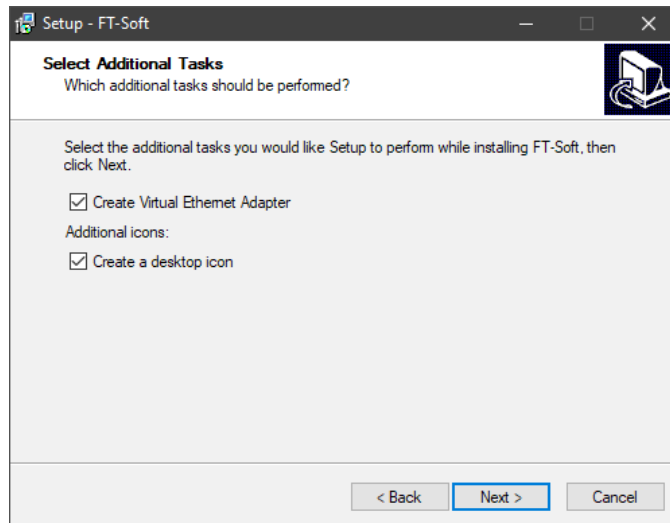 Setup - FT-Soft
Select Additional Tasks
Which additional tasks should be performed?
Select the additional tasks you would like Setup to perform while installing FT-Soft, then
click Next.
Create Virtual Ethernet Adapter
Additional icons:
Create a desktop icon
< Back
Next >
Cancel